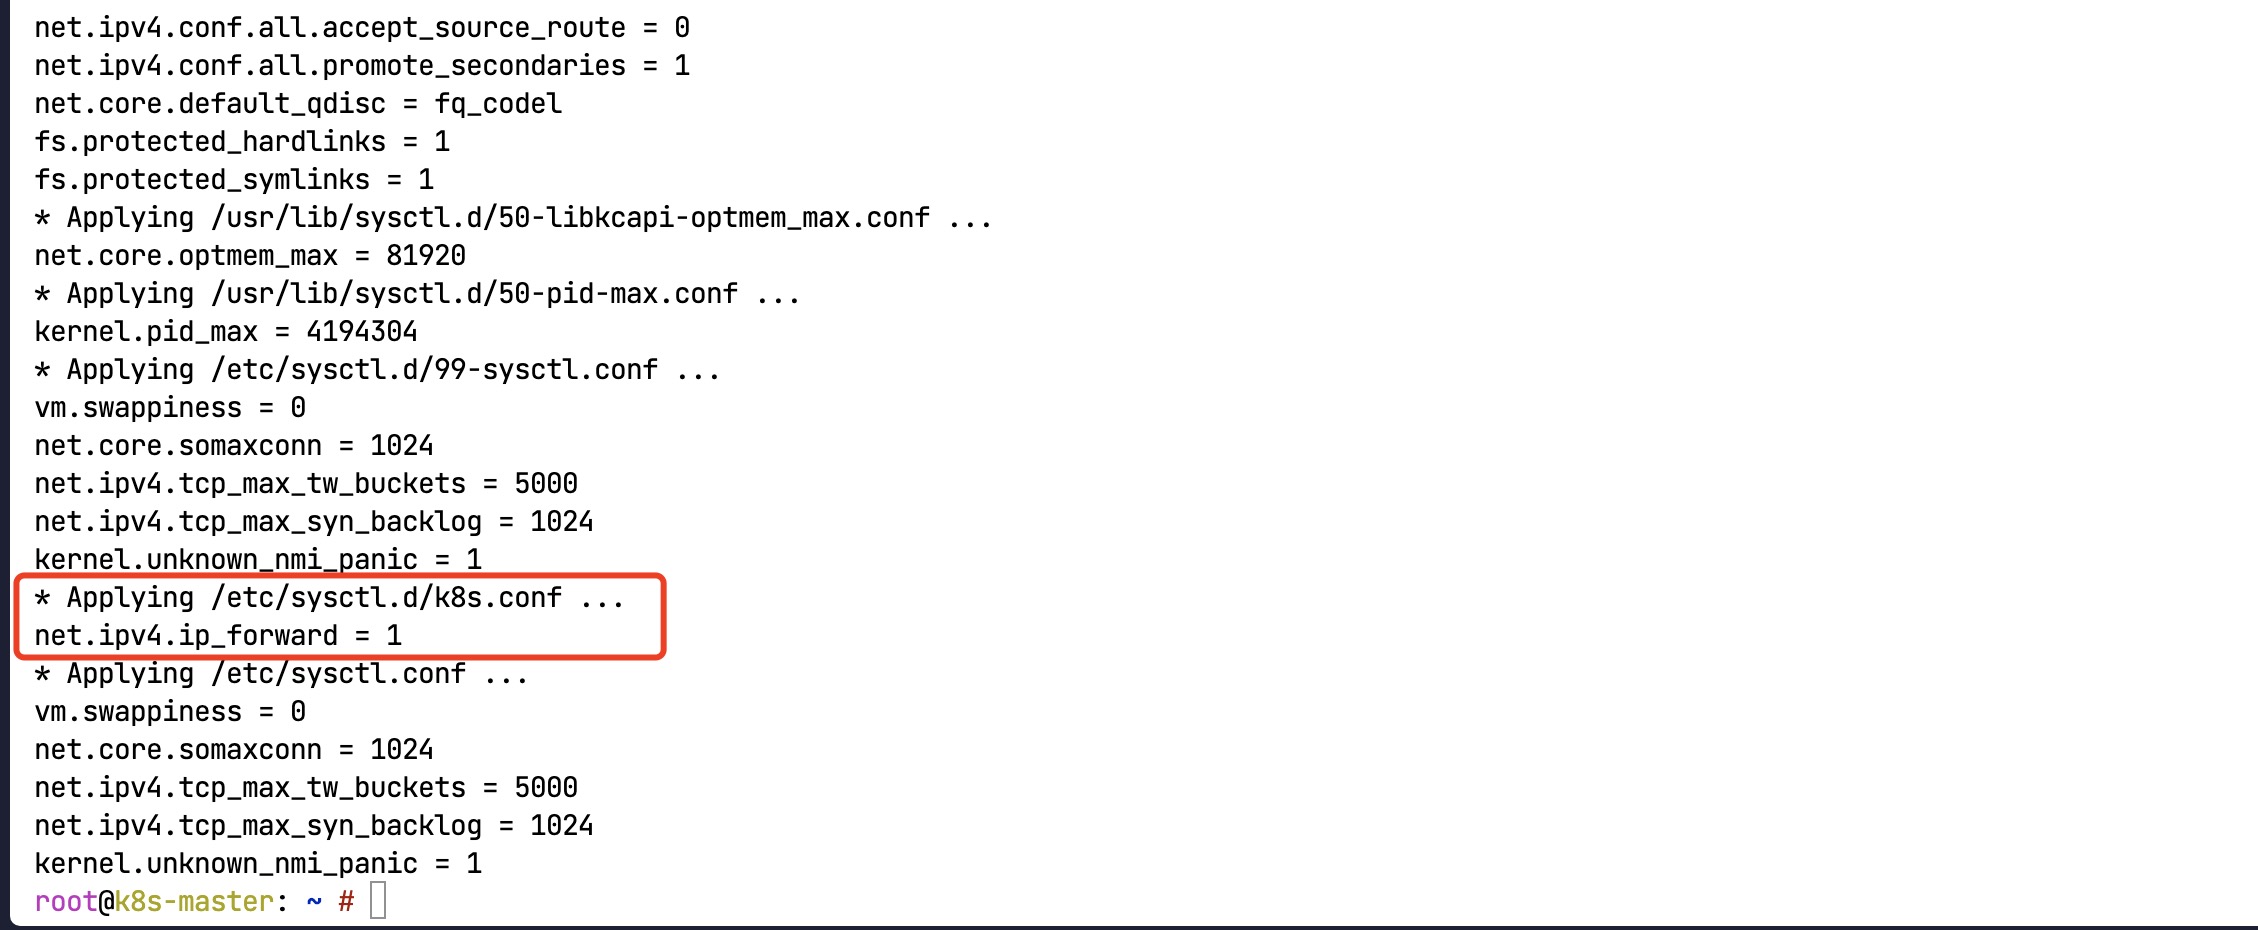 net.ipv4.conf.all.accept_source_route = 0
net.ipv4.conf.all.promote_secondaries = 1
net.core.default_qdisc = fq_codel
fs.protected_hardlinks = 1
fs.protected_symlinks = 1
* Applying /usr/lib/sysctl.d/50-libkcapi-optmem_max.conf ...
net.core.optmem_max = 81920
* Applying /usr/lib/sysctl.d/50-pid-max.conf ...
kernel.pid_max = 4194304
* Applying /etc/sysctl.d/99-sysctl.conf ...
vm.swappiness = 0
net.core.somaxconn = 1024
net.ipv4.tcp_max_tw_buckets = 5000
net.ipv4.tcp_max_syn_backlog = 1024
kernel.unknown_nmi_panic = 1
* Applying /etc/sysctl.d/k8s.conf ...
net.ipv4.ip_forward = 1
* Applying /etc/sysctl.conf ...
vm.swappiness = 0
net.core.somaxconn = 1024
net.ipv4.tcp_max_tw_buckets = 5000
net.ipv4.tcp_max_syn_backlog = 1024
kernel.unknown_nmi_panic = 1
root@k8s-master: ~ #